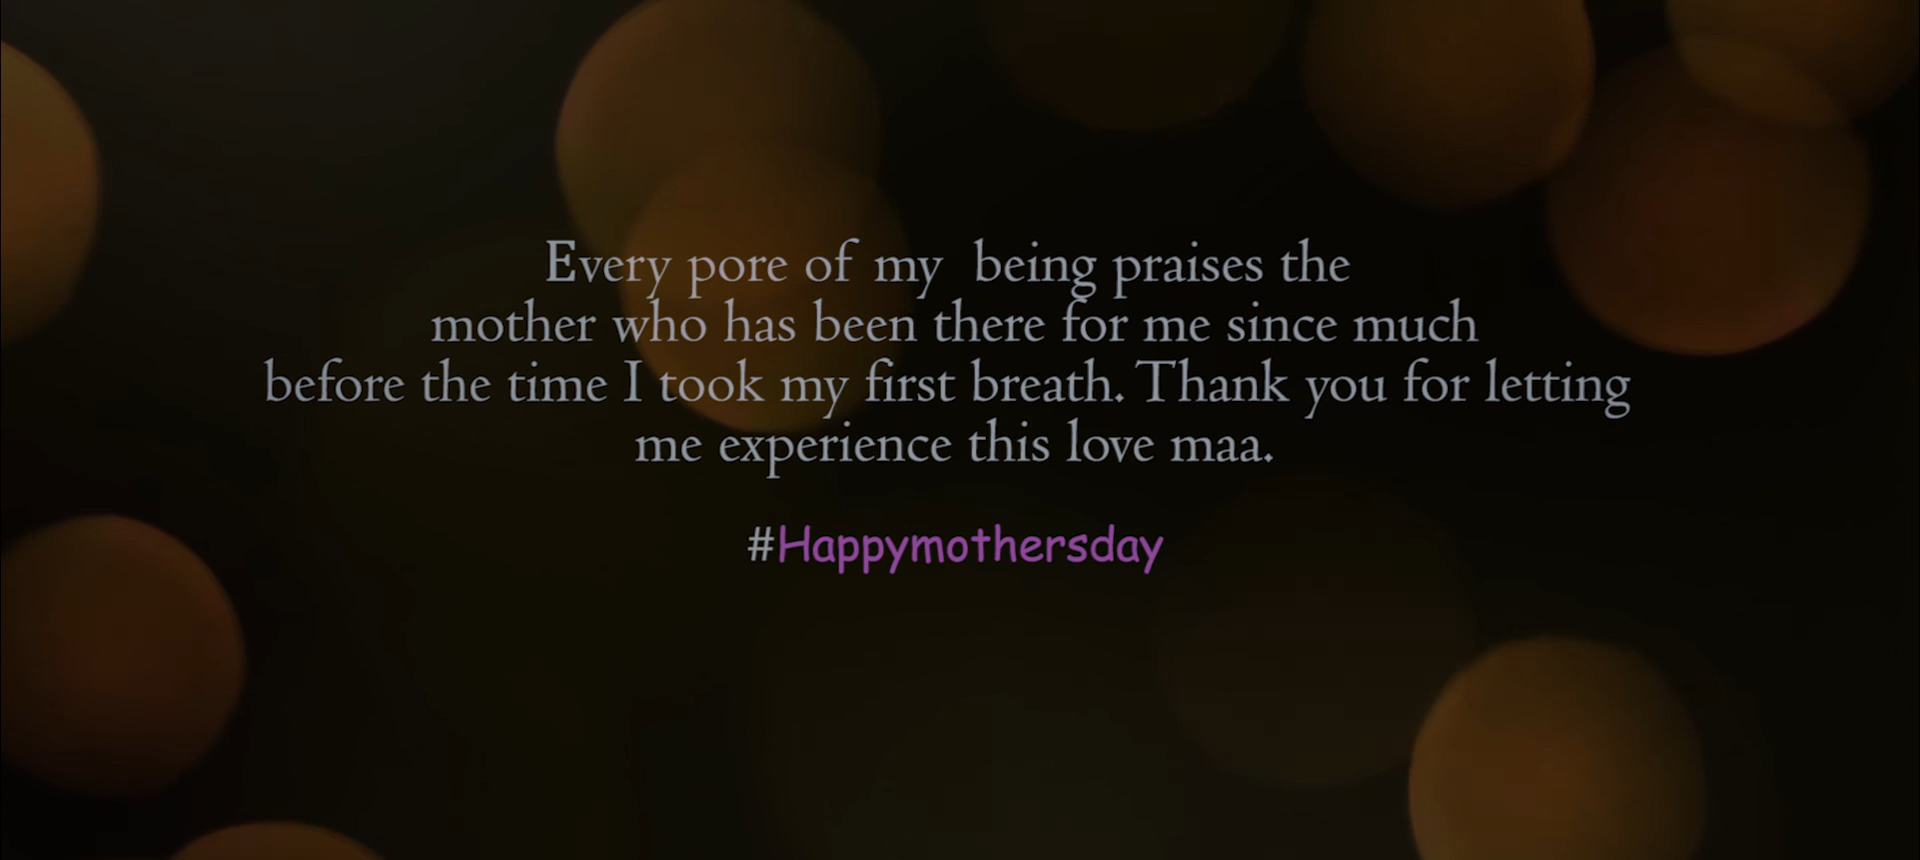 Every pore of my  being praises the
mother who has been there for me since much
before the time I took my first breath. Thank you for letting
me experience this love maa.
#Happymothersday